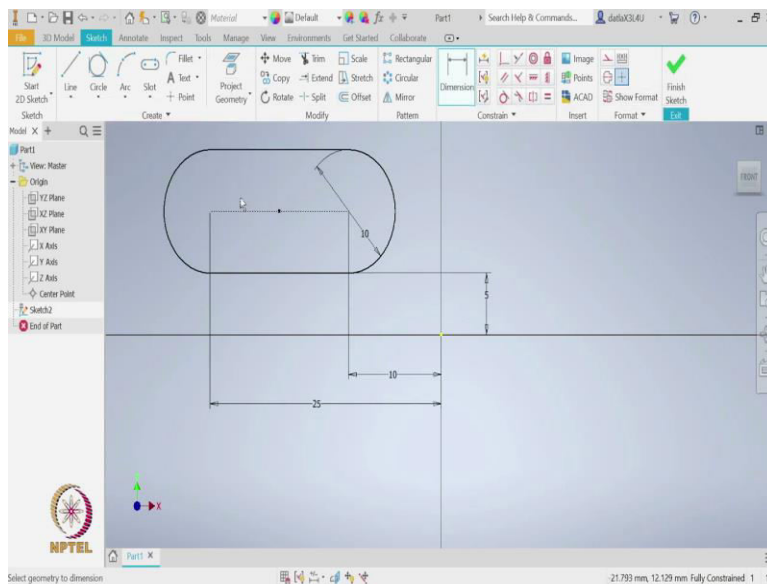 Material
Default
fx
Part1
Search Help & Commands...
datlaX3L4U
File
3D Model
Sketch
Annotate
Inspect
Tools
Manage
View
Environments
Get Started
Collaborate
Start
2D Sketch
Line
Circle
Arc
Slot
Fillet
Text
Point
Project
Geometry
Move
Trim
Scale
Copy
Extend
Stretch
Rotate
Split
Offset
Rectangular
Circular
Mirror
Dimension
Image
Points
ACAD
Show Format
Finish
Sketch
Sketch
Create
Modify
Pattern
Constrain
Insert
Format
Exit
Model X +
Part1
View: Master
Origin
YZ Plane
XZ Plane
XY Plane
X Axis
Y Axis
Z Axis
Center Point
Sketch2
End of Part
FRONT
10
5
10
25
X
NPTEL
Part1 X
Select geometry to dimension
-21.793 mm, 12.129 mm Fully Constrained 1